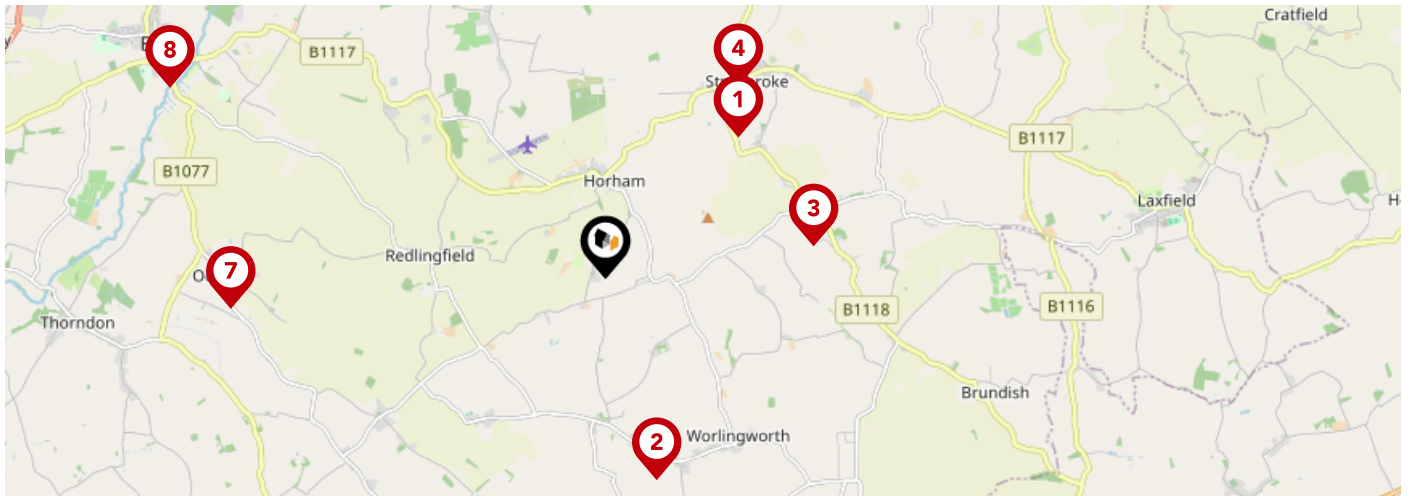 Cratfield
8
B1117
4
1
B1117
B1077
Horham
Laxfield
3
Redlingfield
7
B1118
B1116
Thorndon
Brundish
2
Worlingworth